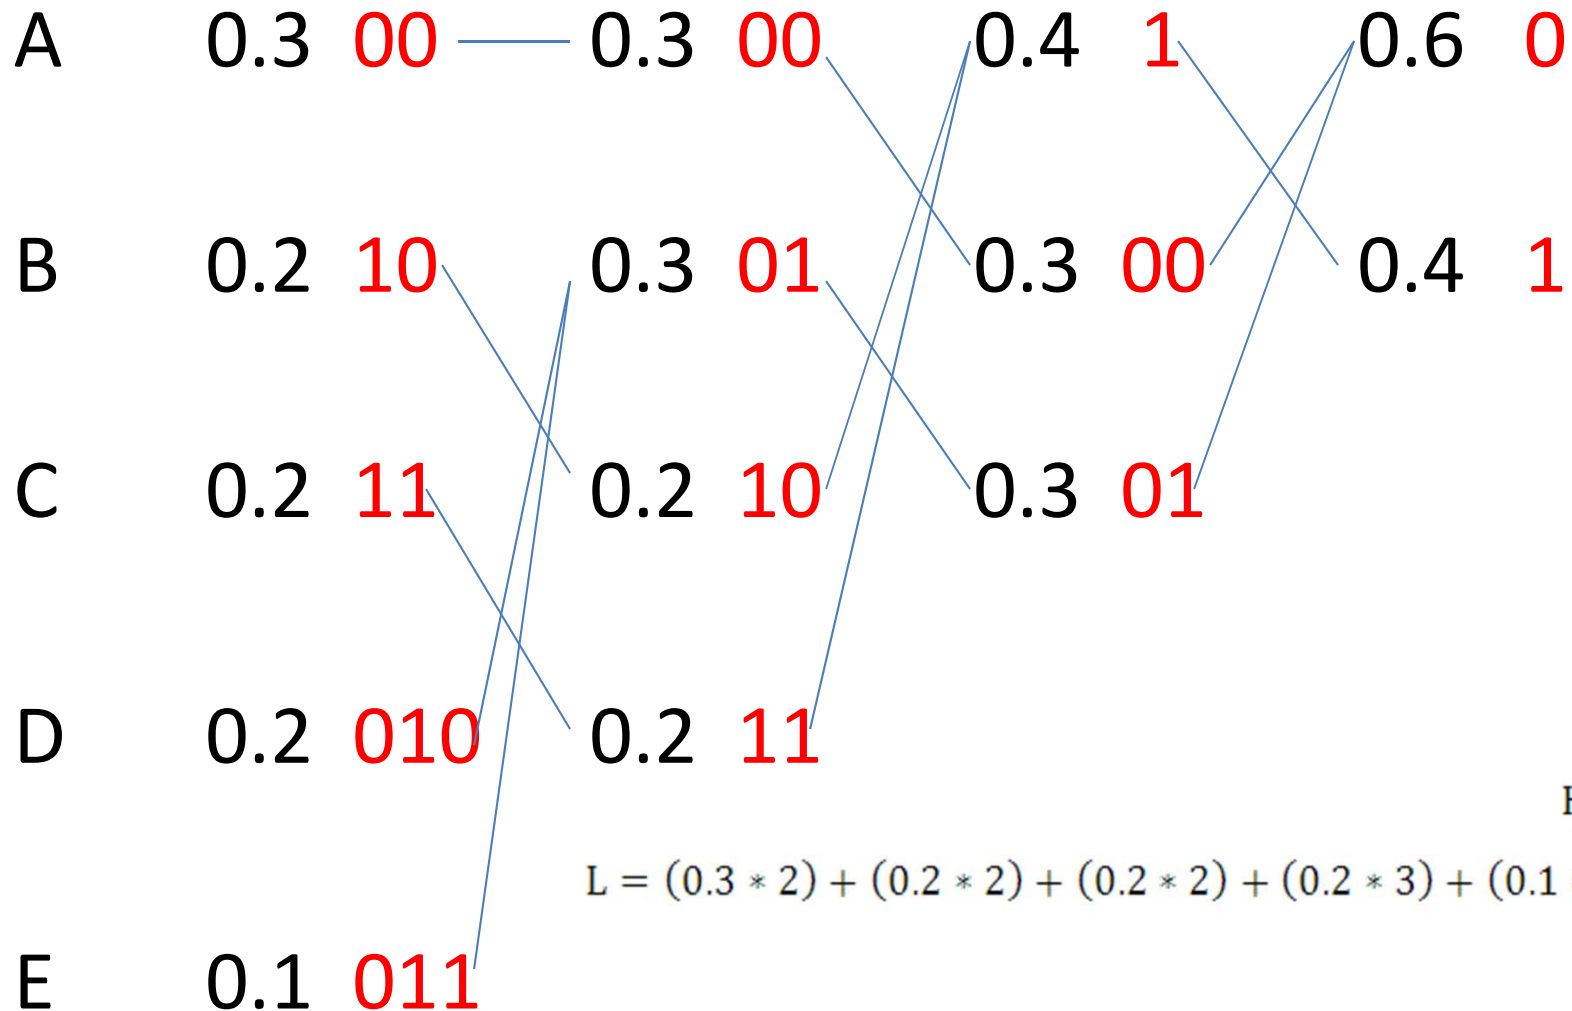 A 0.3 00 0.3 00 0.4 1 0.6 0
B 0.2 10 0.3 01 0.3 00 0.4 1
C 0.2 11 0.2 10 0.3 01
D 0.2 010 0.2 11
L = (0.3 * 2) + (0.2 * 2) + (0.2 * 2) + (0.2 * 3) + (0.1
E 0.1 011